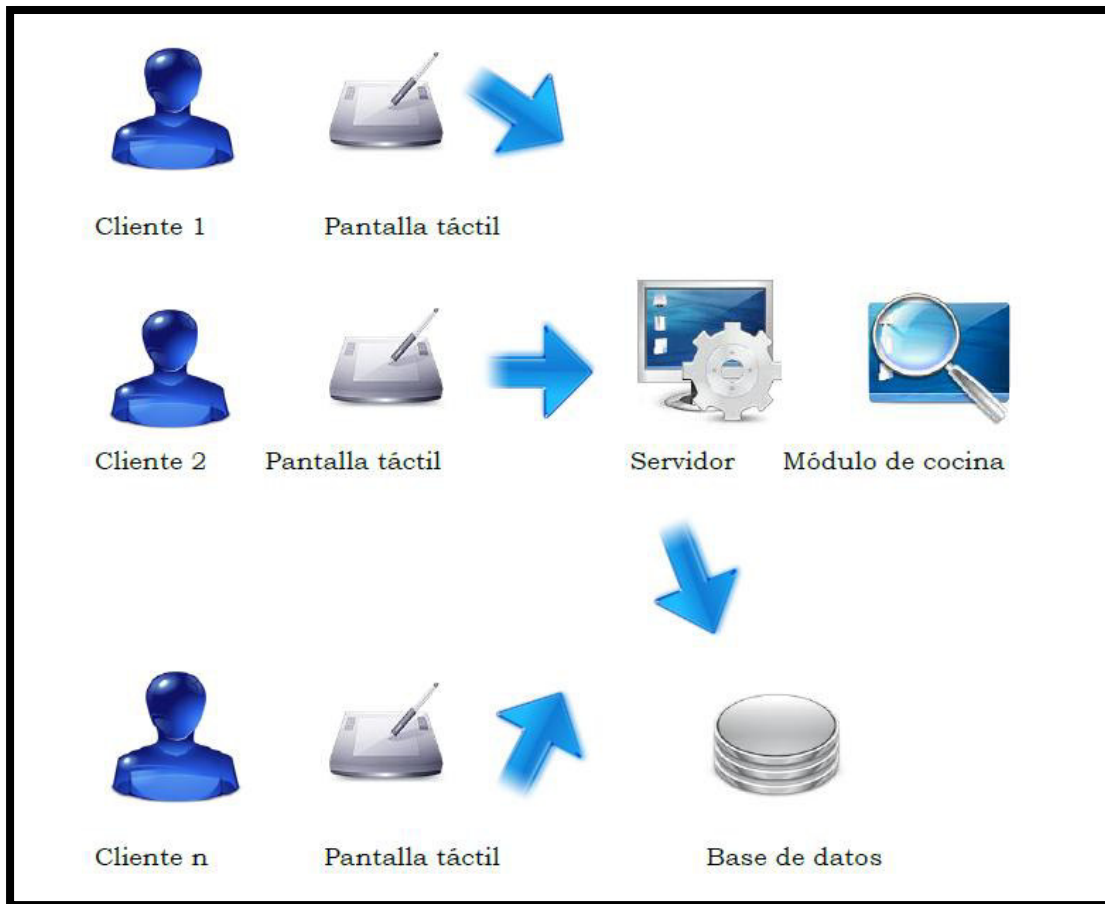 Cliente 1 Pantalla táctil
Cliente 2 Pantalla táctil Servidor Módulo de cocina
Cliente n Pantalla táctil Base de datos